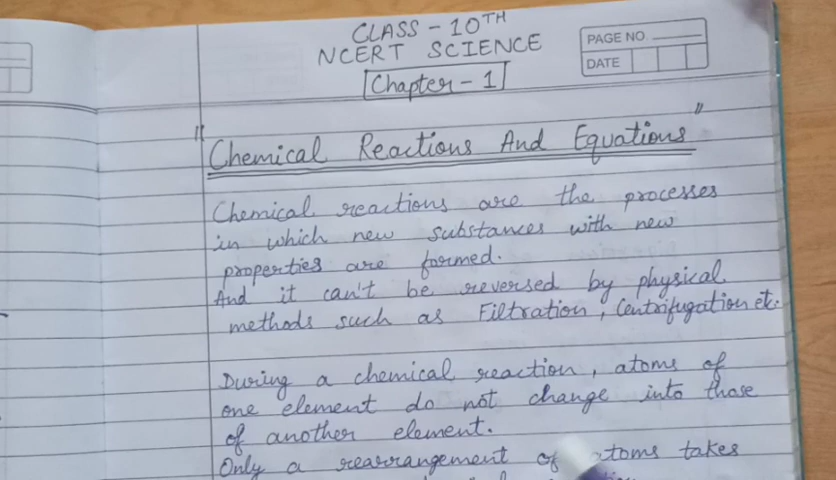 CLASS - 10TH
NCERT SCIENCE
PAGE NO.
DATE
Chapter - 1
"Chemical Reactions And Equations"
Chemical reactions are the processes
in which new substances with new
properties are formed.
And it can't be reversed by physical
methods such as Filtration, Centrifugation etc.
During a chemical reaction, atoms of
one element do not change into those
of another element.
Only a rearrangement of atoms takes